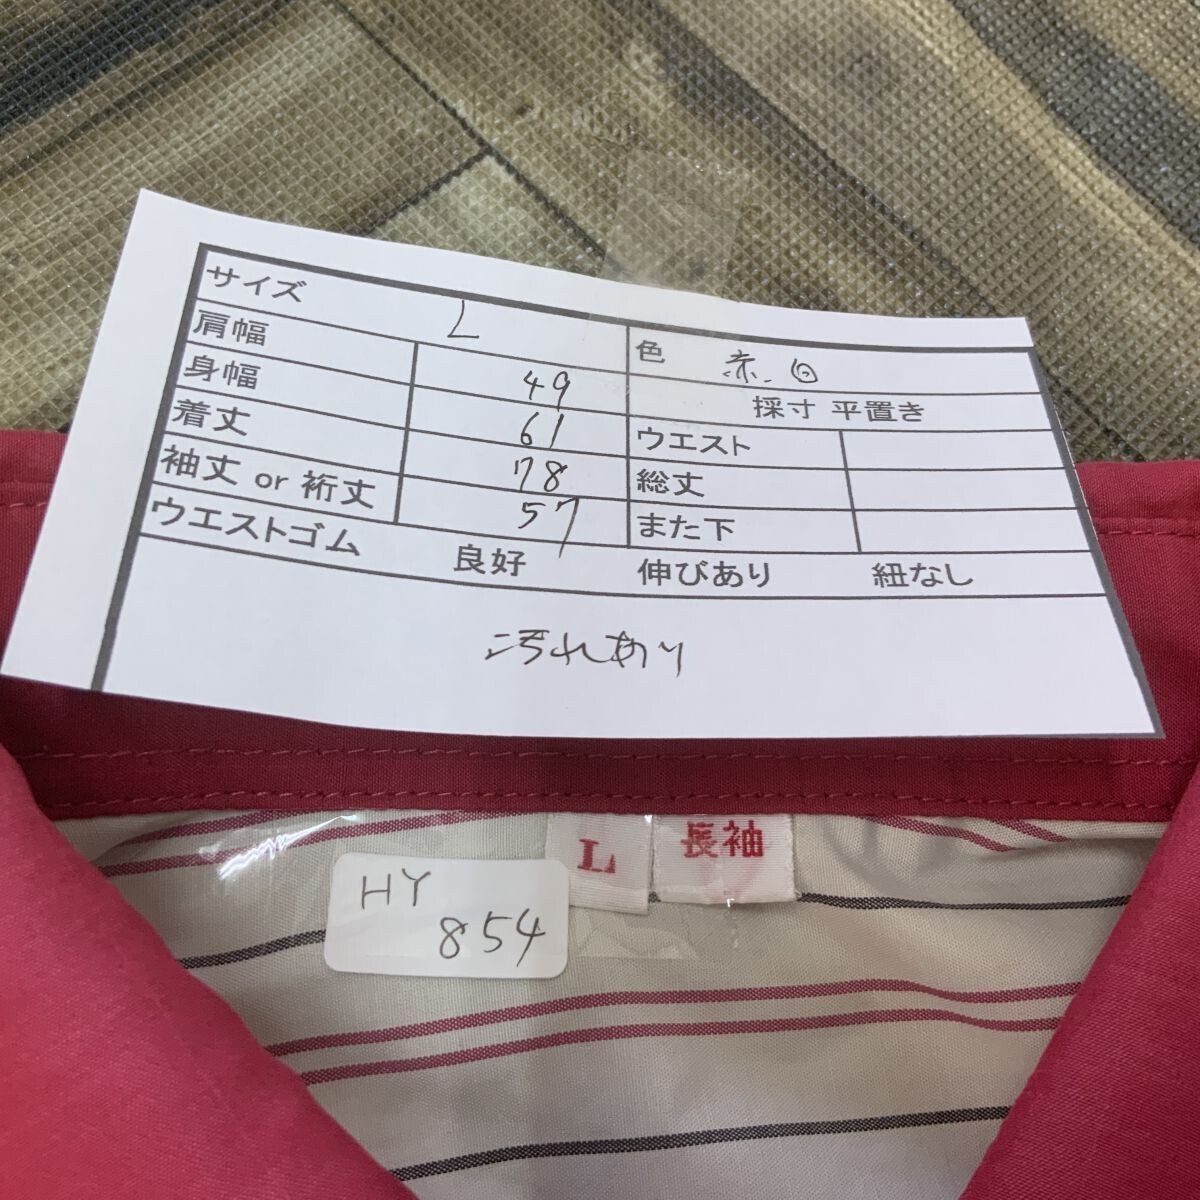 サイズ L 色 赤.白
肩幅 49 採寸 平置き
身幅 61 ウエスト
着丈 78 総丈
袖丈 or 裄丈 57 また下
ウエストゴム 良好 伸びあり 紐なし
汚れあり
L 長袖
HY
854